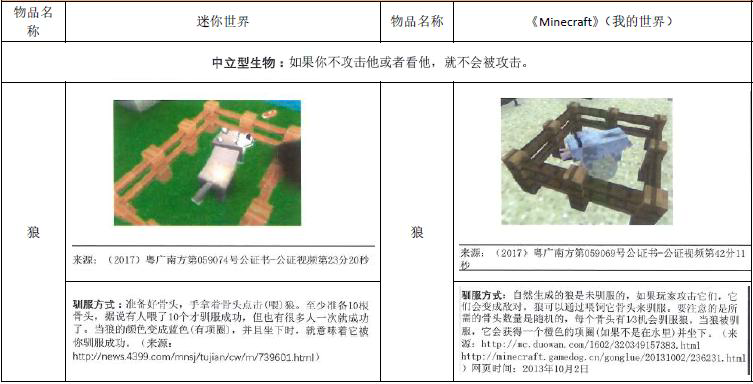 物品名称
迷你世界
物品名称
《Minecraft》（我的世界）
中立型生物：如果你不攻击他或者看他，就不会被攻击。
狼
来源：（2017）粤广南方第059074号公证书-公证视频第23分20秒
驯服方式：准备好骨头，手拿着骨头点击(喂)狼。至少准备10根
骨头，据说有人喂了10个才驯服成功，但也有很多人一次就成功
了。当狼的颜色变成蓝色(有项圈)，并且坐下时，就意味着它被
你驯服成功。（来源：
http://news.4399.com/mnsj/tujian/cw/m/739601.html）
狼
来源：（2017）粤广南方第059069号公证书-公证视频第42分11
秒
驯服方式：自然生成的狼是未驯服的，如果玩家攻击它们，它
们会变成敌对，狼可以通过喂饲它骨头来驯服。要注意的是所
需的骨头数量是随机的，每个骨头有1/3机会驯服狼，当狼被驯
服，它会获得一个橙色的项圈(如果不是在水里)并坐下。（来
源：http://mc.duowan.com/1602/320349157383.html
http://minecraft.gamedog.cn/gonglue/20131002/236231.html
）网页时间：2013年10月2日